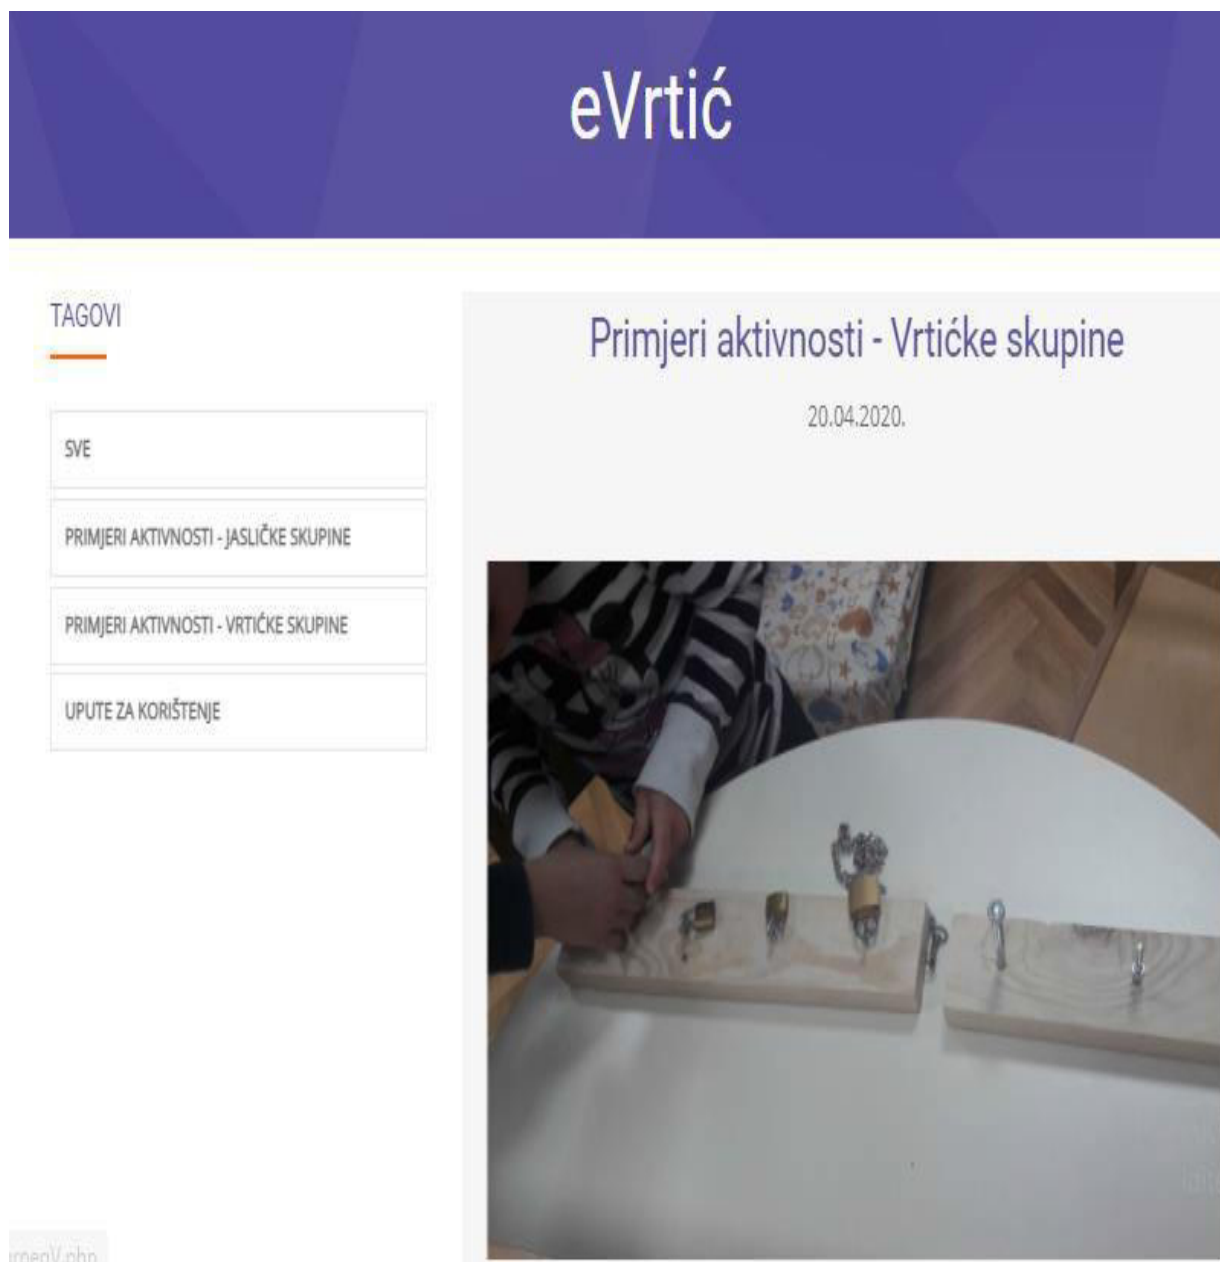 eVrtić
TAGOVI
SVE
PRIMJERI AKTIVNOSTI - JASLIČKE SKUPINE
PRIMJERI AKTIVNOSTI - VRTIĆKE SKUPINE
UPUTE ZA KORIŠTENJE
Primjeri aktivnosti - Vrtićke skupine
20.04.2020.